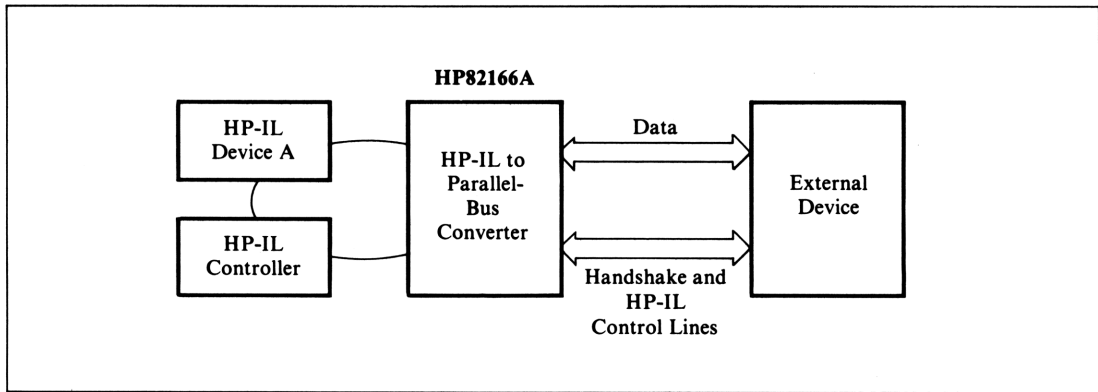 HP82166A
HP-IL
Device A
HP-IL
Controller
HP-IL to
Parallel-
Bus
Converter
Data
Handshake and
HP-IL
Control Lines
External
Device